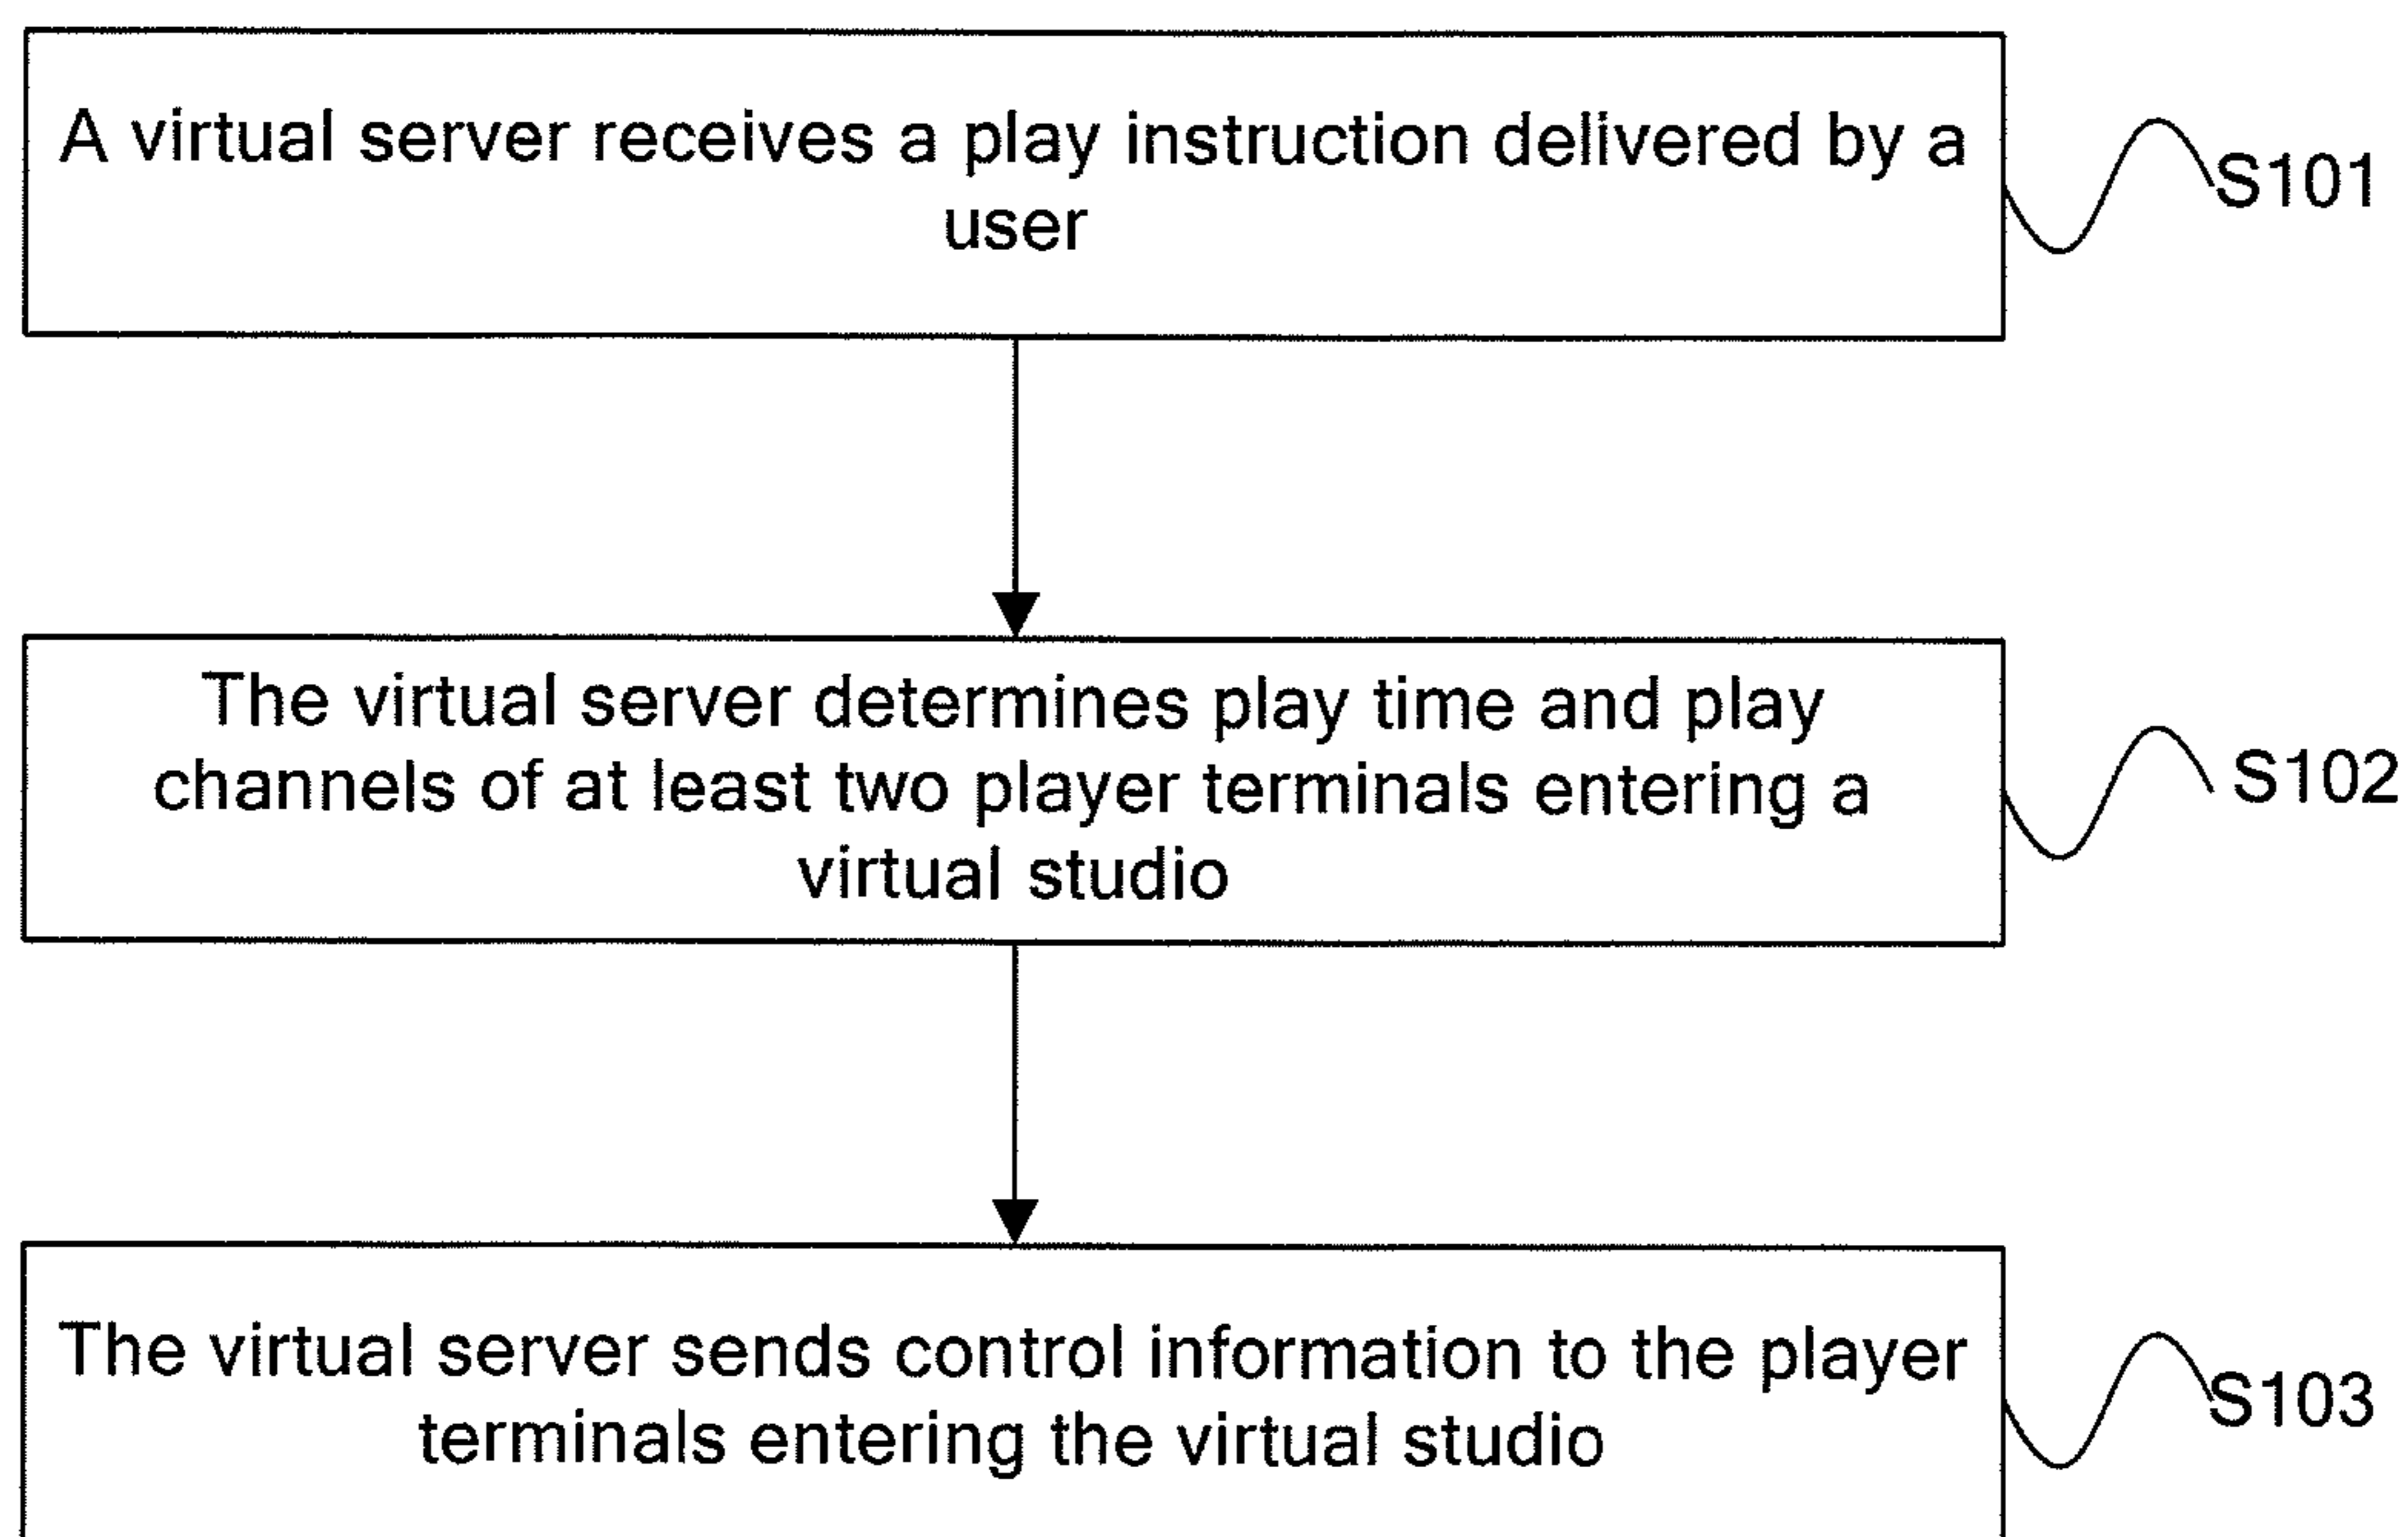 A virtual server receives a play instruction delivered by a
user
S101
The virtual server determines play time and play
channels of at least two player terminals entering a
virtual studio
S102
The virtual server sends control information to the player
terminals entering the virtual studio
S103